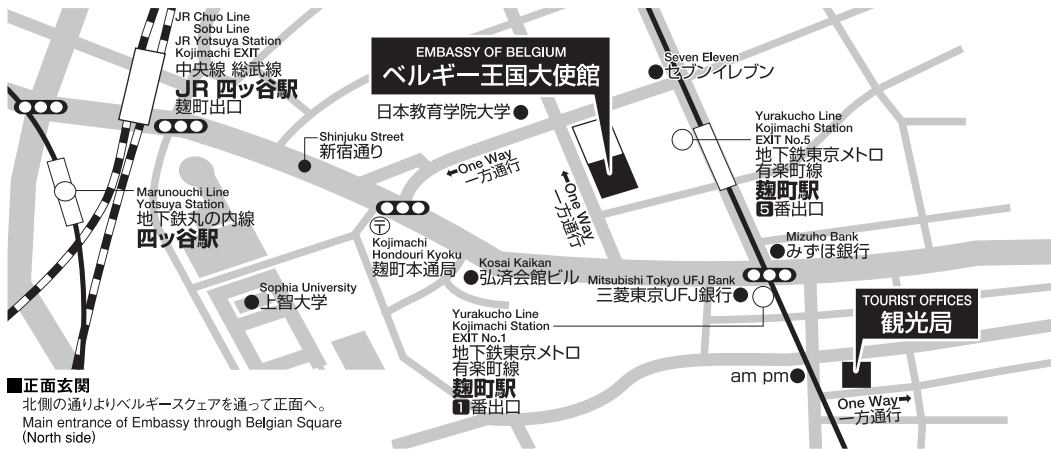 JR Chuo Line
Sobu Line
JR Yotsuya Station
Kojimachi EXIT
中央線 総武線
JR 四ッ谷駅
麹町出口
EMBASSY OF BELGIUM
ベルギー王国大使館
日本教育学院大学
Seven Eleven
セブンイレブン
Yurakucho Line
Kojimachi Station
EXIT No.5
地下鉄東京メトロ
有楽町線
麹町駅
5番出口
Shinjuku Street
新宿通り
←One Way
一方通行
←One Way
一方通行
Marunouchi Line
Yotsuya Station
地下鉄丸の内線
四ッ谷駅
〒
Kojimachi
Hondouri Kyoku
麹町本通局
Kosai Kaikan
弘済会館ビル
Mizuho Bank
みずほ銀行
Mitsubishi Tokyo UFJ Bank
三菱東京UFJ銀行
Sophia University
上智大学
TOURIST OFFICES
観光局
Yurakucho Line
Kojimachi Station
EXIT No.1
地下鉄東京メトロ
有楽町線
麹町駅
1番出口
am pm
One Way→
一方通行
■正面玄関
北側の通りよりベルギースクェアを通って正面へ。
Main entrance of Embassy through Belgian Square
(North side)